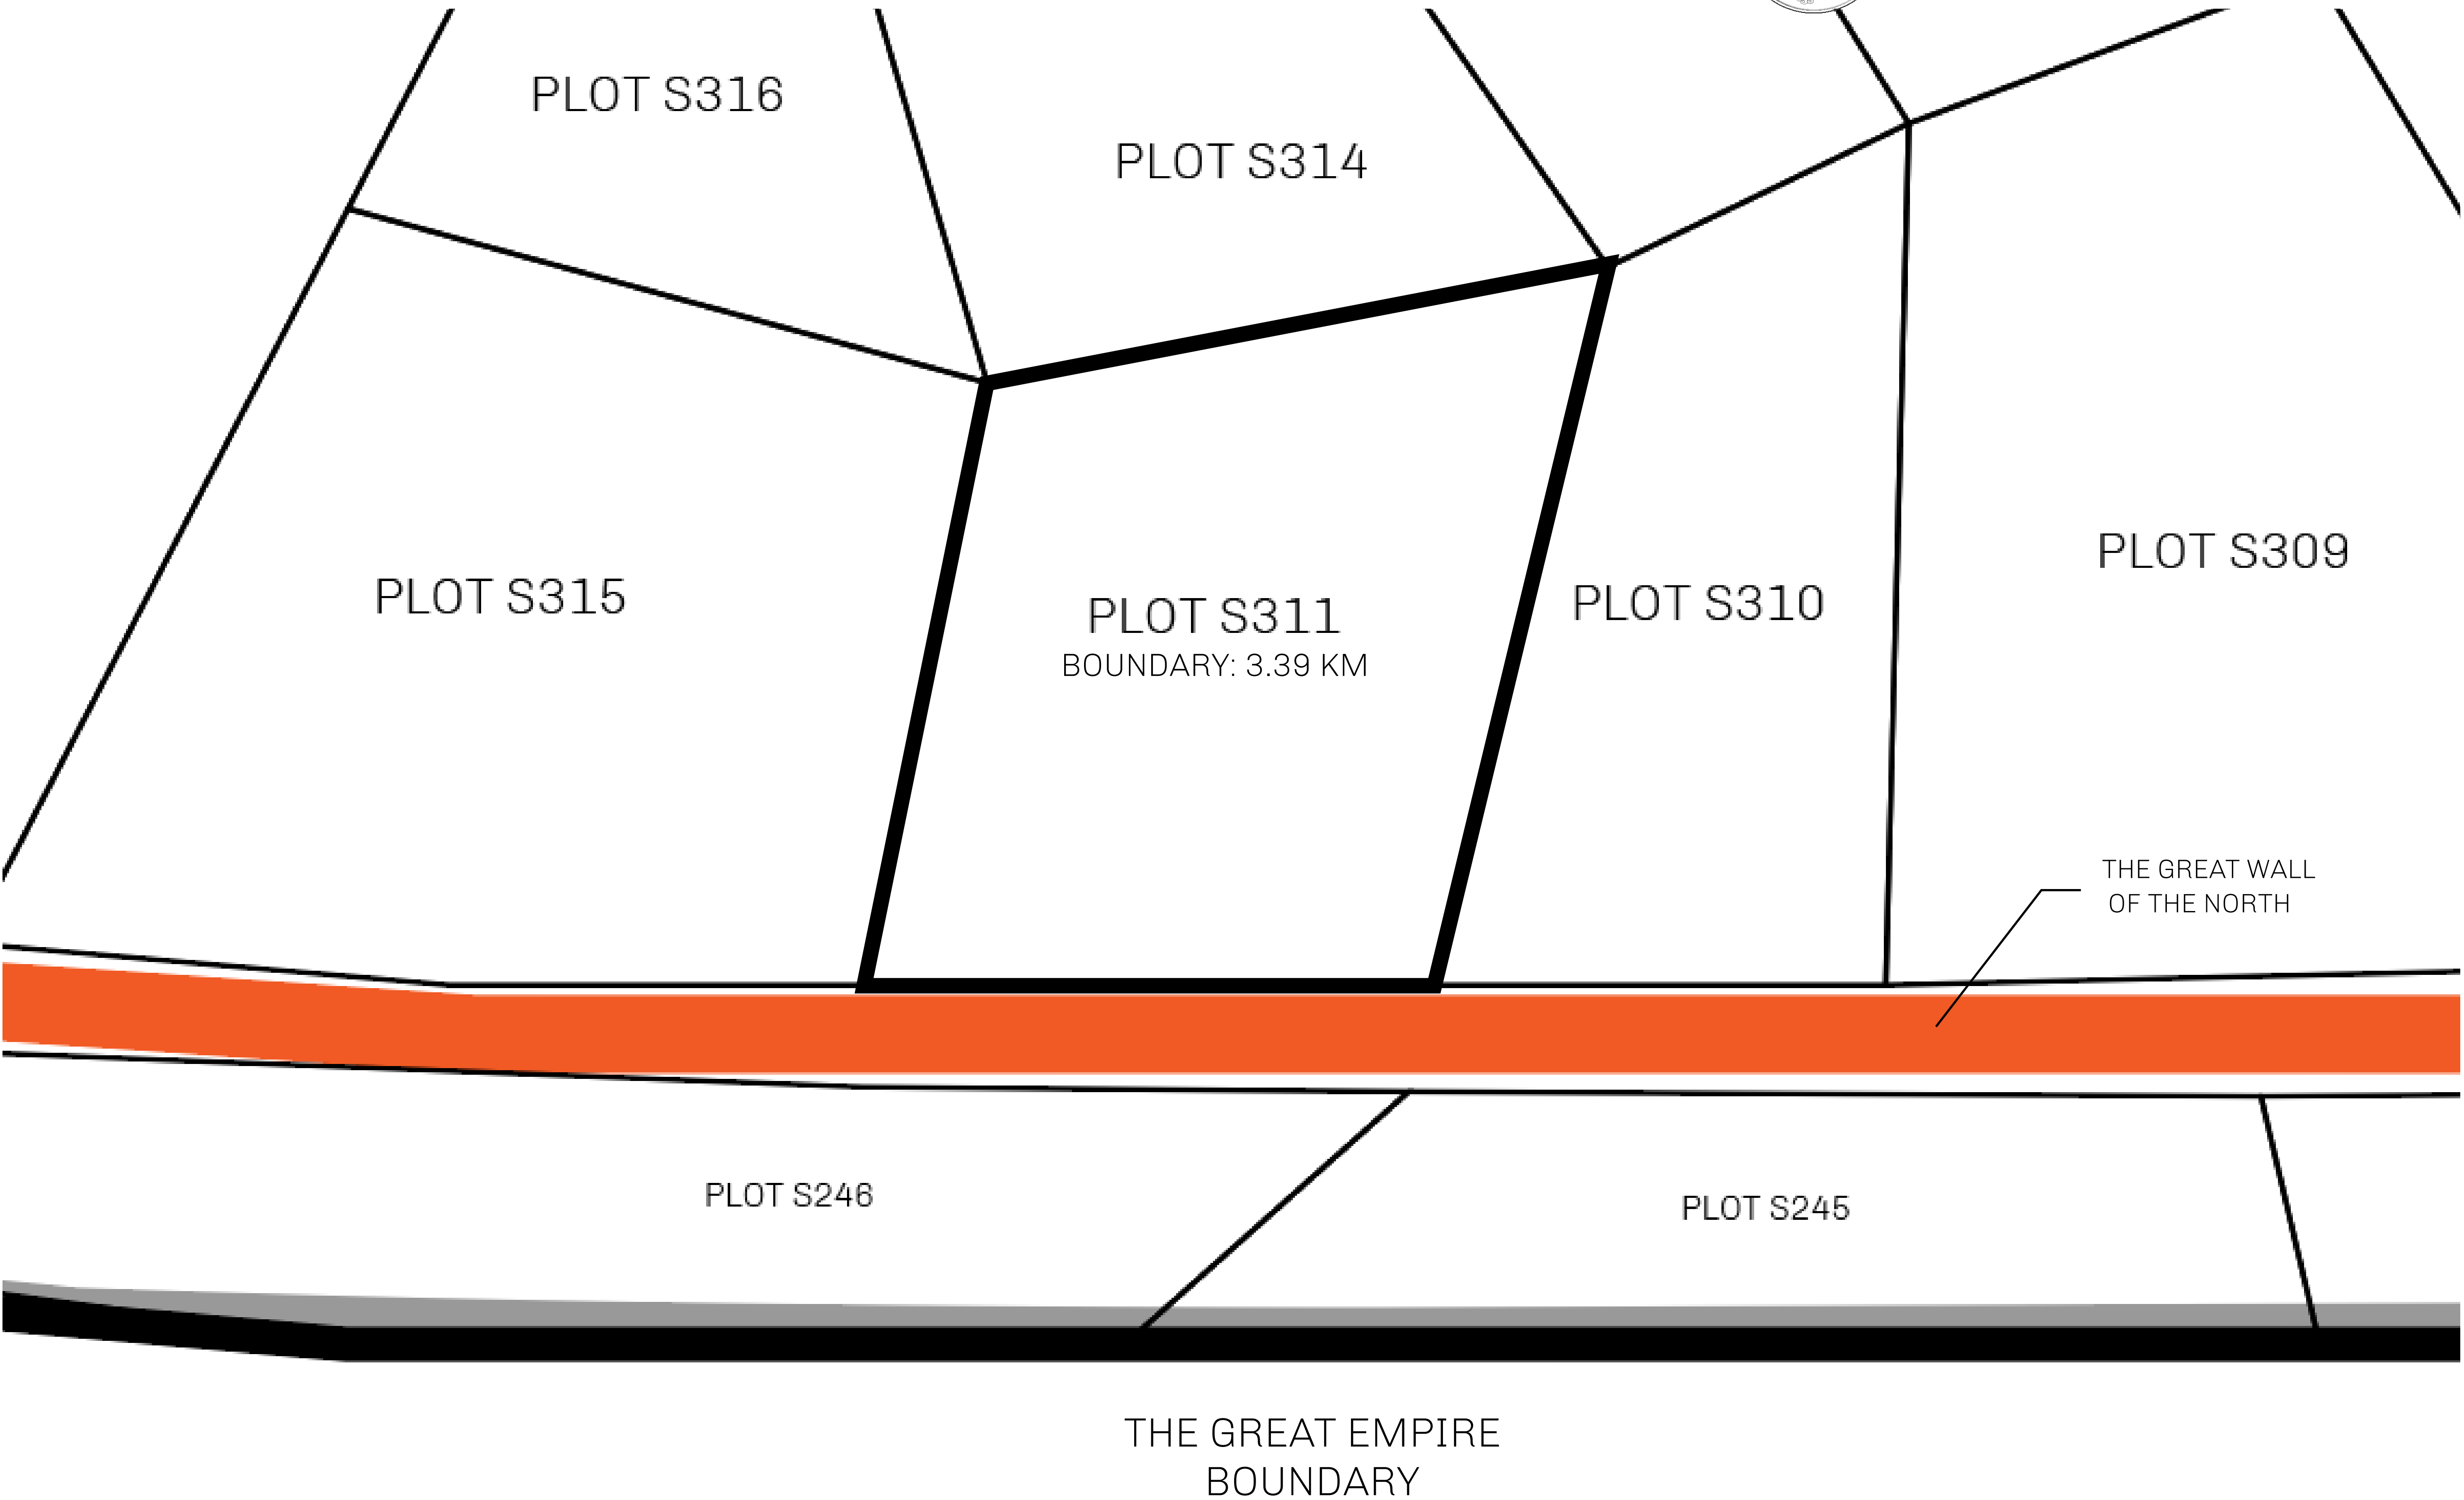 PLOT S316
PLOT S314
PLOT S309
PLOT S315
PLOT S311
BOUNDARY: 3.39 KM
PLOT S310
THE GREAT WALL
OF THE NORTH
PLOT S246
PLOT S245
THE GREAT EMPIRE
BOUNDARY